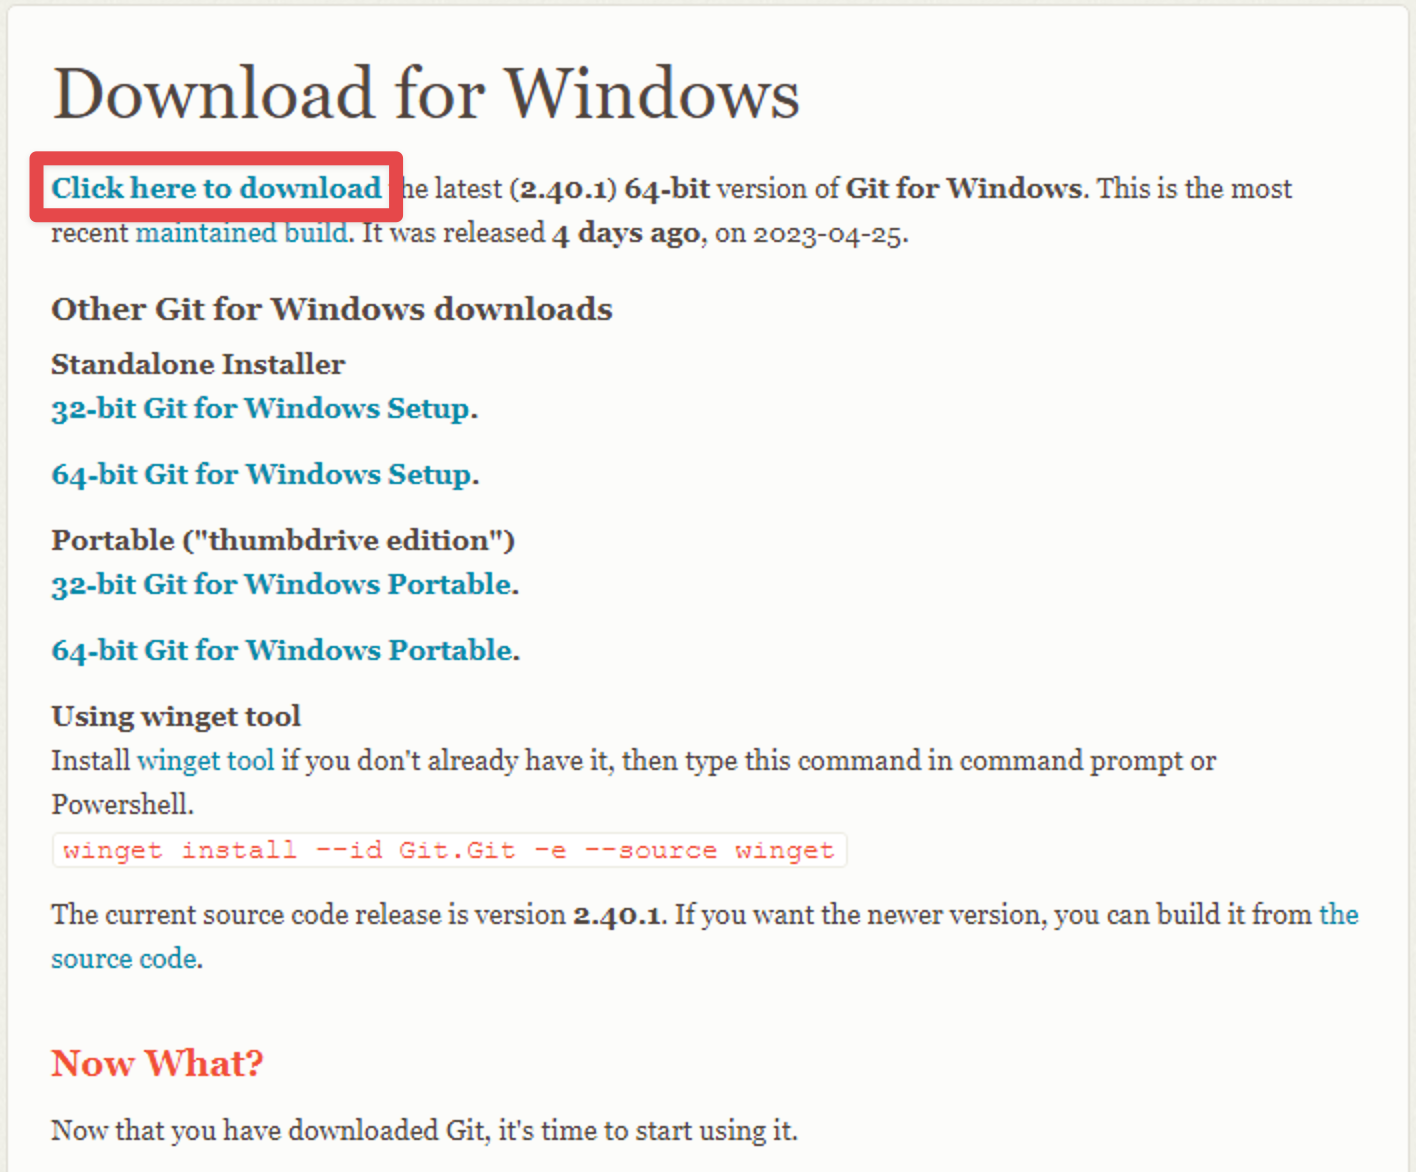 Download for Windows
Click here to download he latest (2.40.1) 64-bit version of Git for Windows. This is the most
recent maintained build. It was released 4 days ago, on 2023-04-25.
Other Git for Windows downloads
Standalone Installer
32-bit Git for Windows Setup.
64-bit Git for Windows Setup.
Portable ("thumbdrive edition")
32-bit Git for Windows Portable.
64-bit Git for Windows Portable.
Using winget tool
Install winget tool if you don't already have it, then type this command in command prompt or
Powershell.
winget install --id Git.Git -e --source winget
The current source code release is version 2.40.1. If you want the newer version, you can build it from the
source code.
Now What?
Now that you have downloaded Git, it's time to start using it.